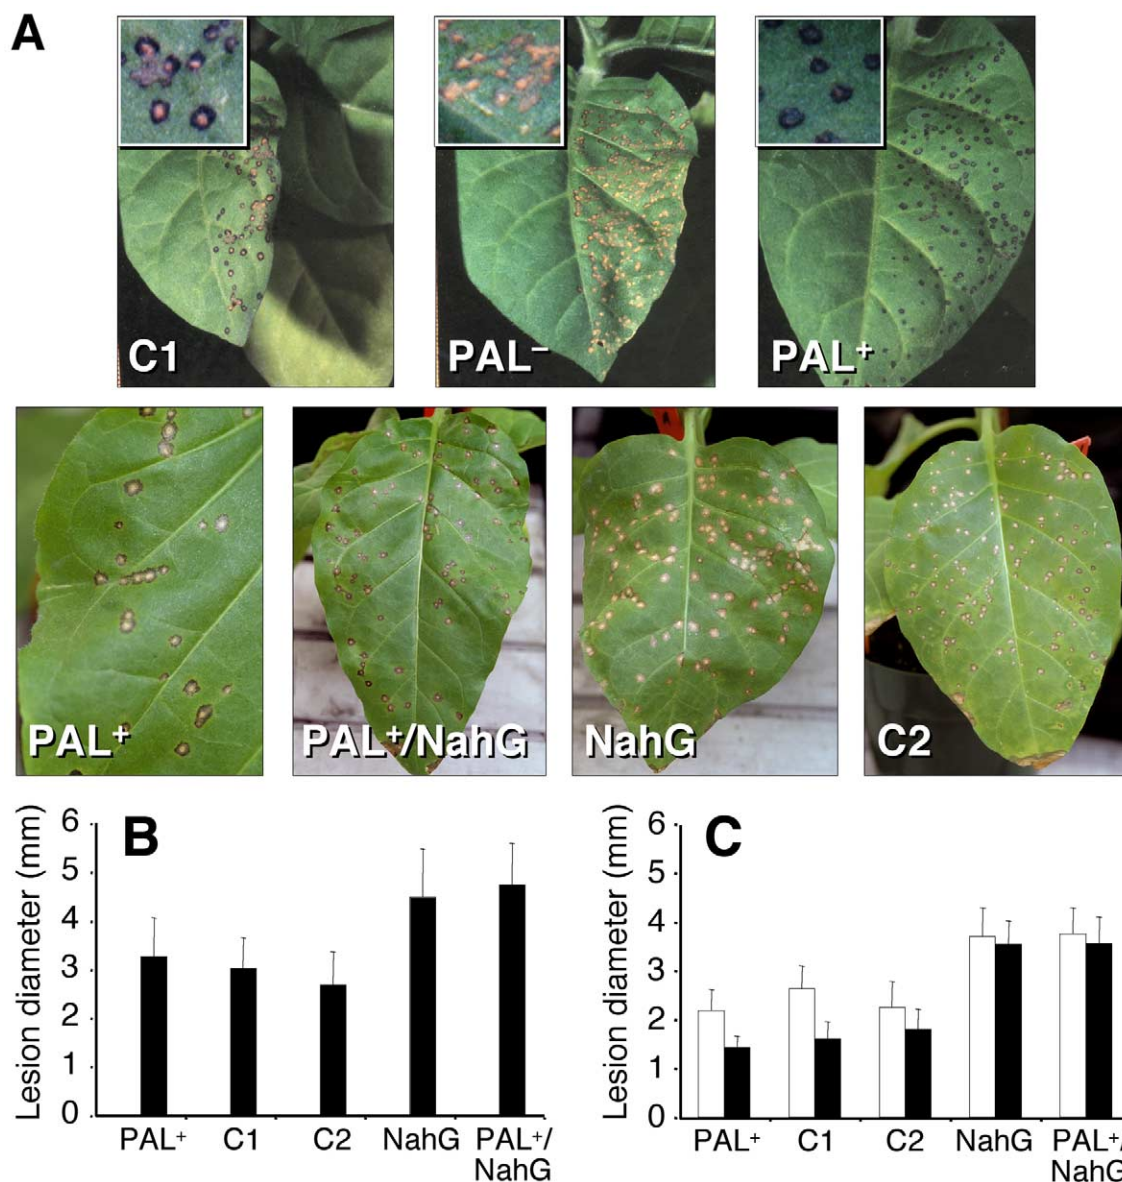 A
C1
PAL⁻
PAL⁺
PAL⁺
PAL⁺/NahG
NahG
C2
B
Lesion diameter (mm)
6
5
4
3
2
1
0
PAL⁺ C1 C2 NahG PAL⁺/
NahG
C
Lesion diameter (mm)
6
5
4
3
2
1
0
PAL⁺ C1 C2 NahG PAL⁺/
NahG